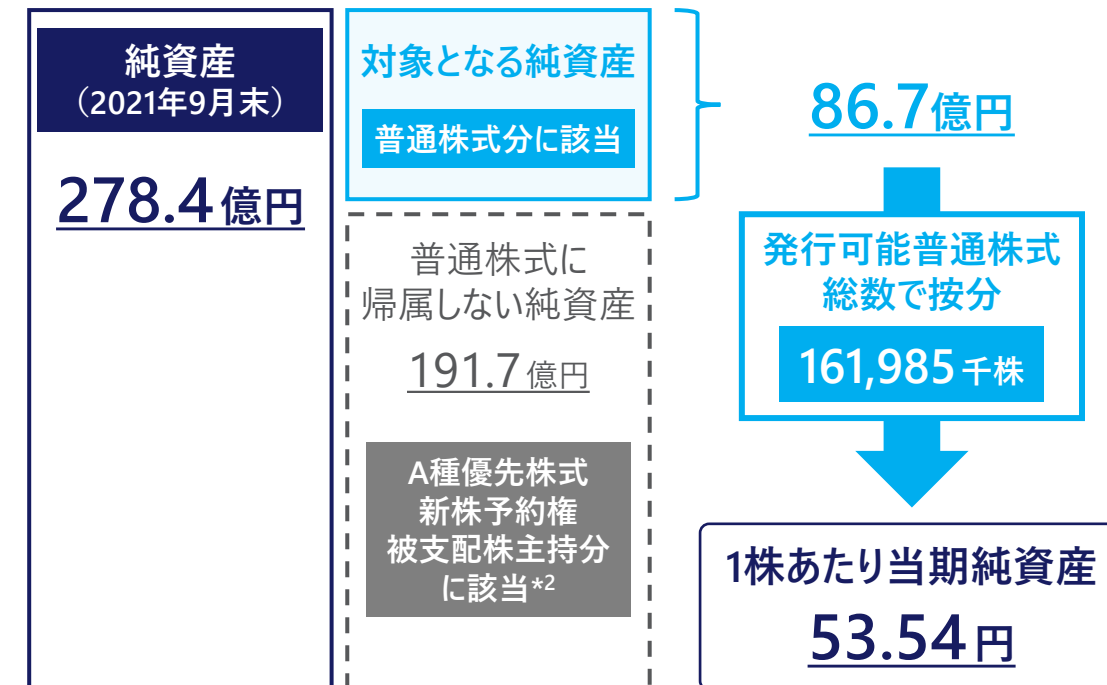 純資産
（2021年9月末）
278.4億円
対象となる純資産
普通株式分に該当
普通株式に
帰属しない純資産
191.7億円
A種優先株式
新株予約権
被支配株主持分
に該当*2
86.7億円
発行可能普通株式
総数で按分
161,985千株
1株あたり当期純資産
53.54円